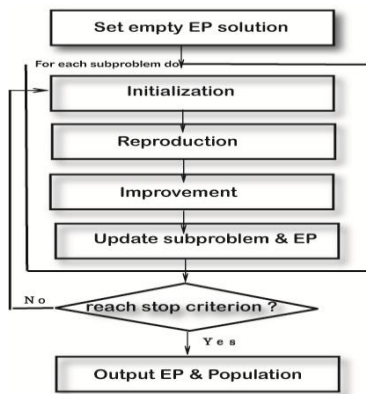 Set empty EP solution
For each subproblem do
Initialization
Reproduction
Improvement
Update subproblem & EP
reach stop criterion ?
No
Yes
Output EP & Population